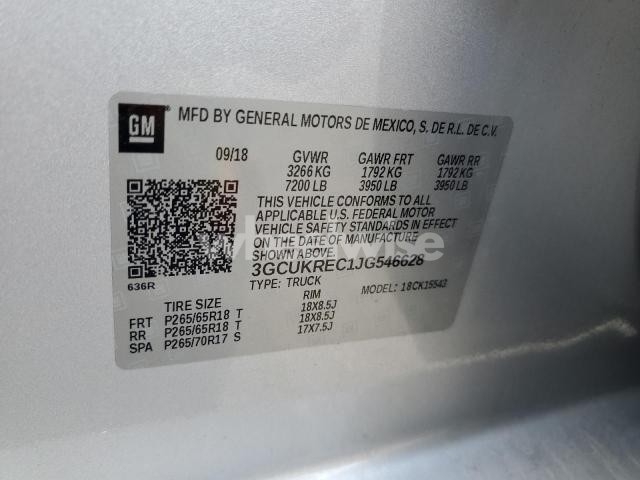 GM
MFD BY GENERAL MOTORS DE MEXICO, S. DE R.L. DE C.V.
09/18 GVWR GAWR FRT GAWR RR
3266 KG 1792 KG 1792 KG
7200 LB 3950 LB 3950 LB
THIS VEHICLE CONFORMS TO ALL
APPLICABLE U.S. FEDERAL MOTOR
VEHICLE SAFETY STANDARDS IN EFFECT
ON THE DATE OF MANUFACTURE SHOWN ABOVE.
3GCUKREC1JG546628
636R
TYPE: TRUCK MODEL: 18CK15543
TIRE SIZE RIM
FRT P265/65R18 T 18X8.5J
RR P265/65R18 T 18X8.5J
SPA P265/70R17 S 17X7.5J